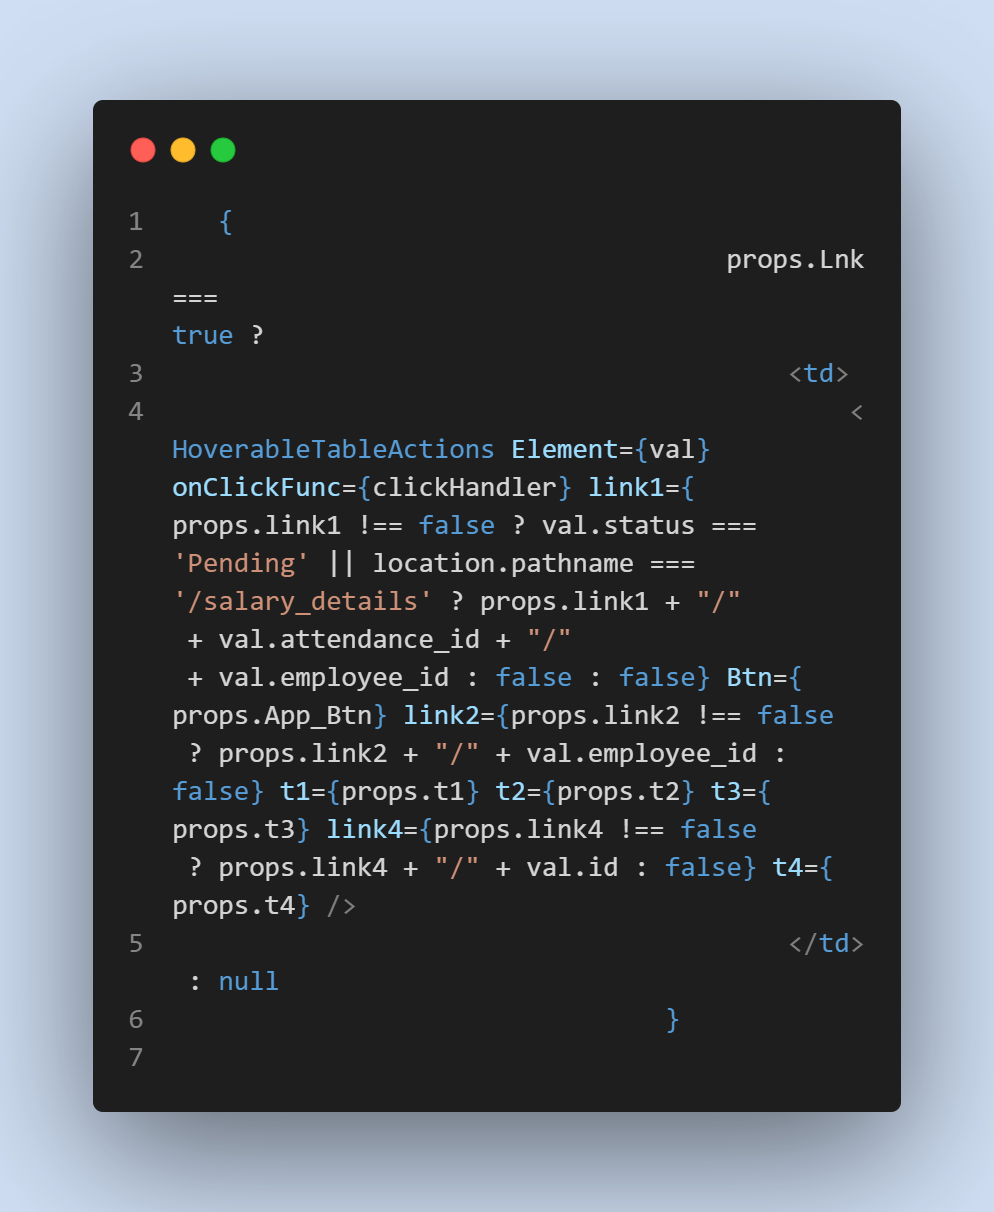 1 {
2 props.Lnk
===
true ?
3 <td>
4 <
HoverableTableActions Element={val}
onClickFunc={clickHandler} link1={
props.link1 !== false ? val.status ===
'Pending' || location.pathname ===
'/salary_details' ? props.link1 + "/"
+ val.attendance_id + "/"
+ val.employee_id : false : false} Btn={
props.App_Btn} link2={props.link2 !== false
? props.link2 + "/" + val.employee_id :
false} t1={props.t1} t2={props.t2} t3={
props.t3} link4={props.link4 !== false
? props.link4 + "/" + val.id : false} t4={
props.t4} />
5 </td>
: null
6 }
7